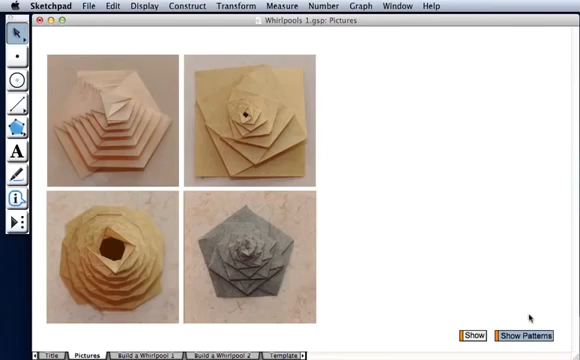 Sketchpad File Edit Display Construct Transform Measure Number Graph Window Help
Whirlpools 1.gsp: Pictures
A
i
Show Show Patterns
Title Pictures Build a Whirlpool 1 Build a Whirlpool 2 Template